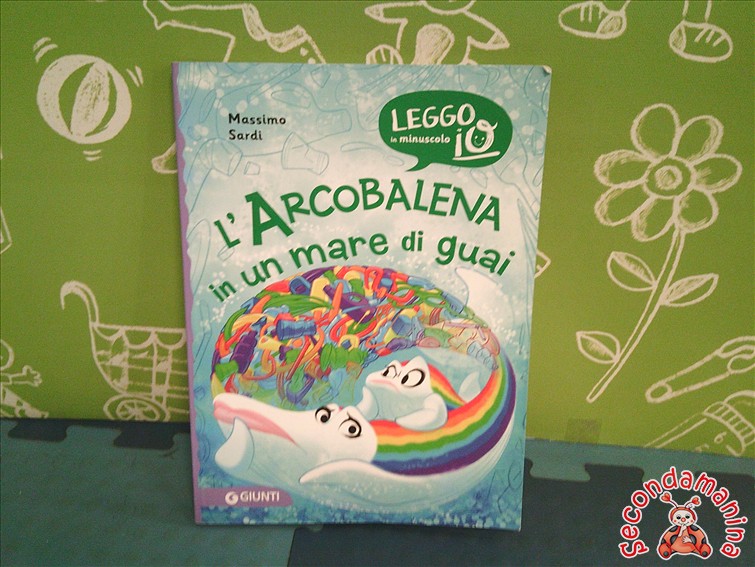 Massimo
Sardi
LEGGO
in minuscolo iO
L'ARCOBALENA
in un mare di guai
GIUNTI
Secondamanina